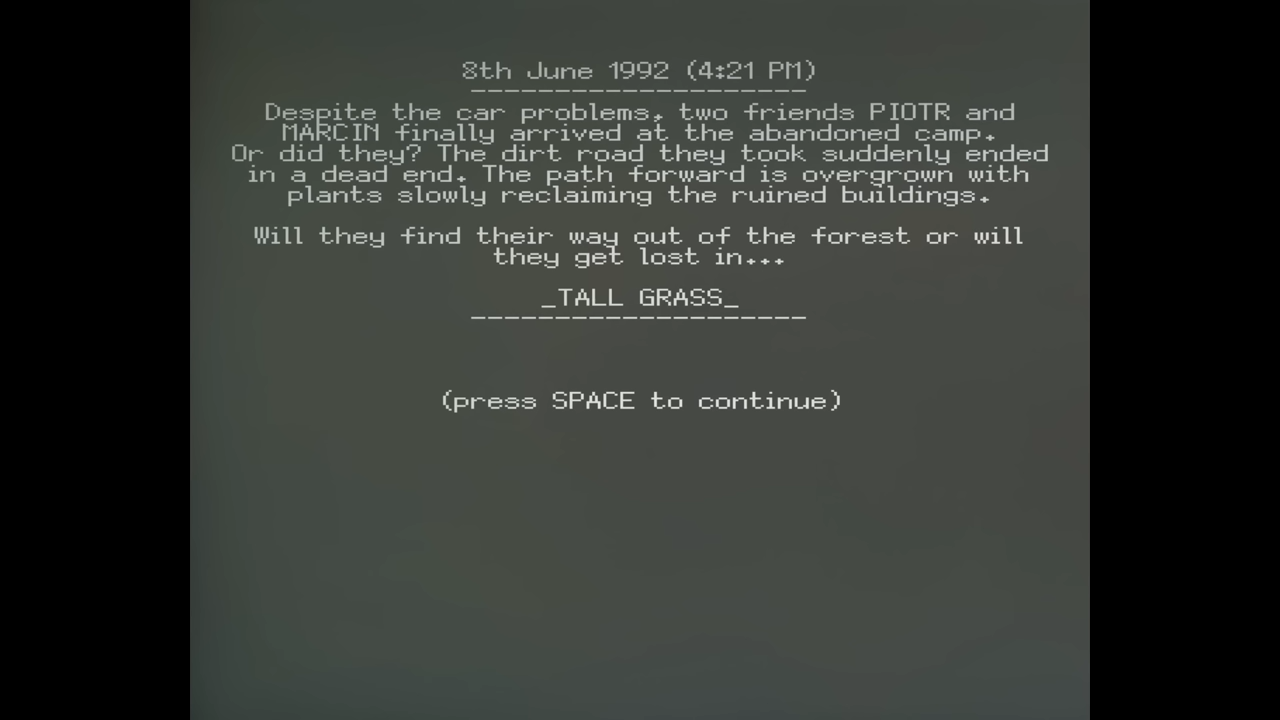 8th June 1992 (4:21 PM)
--------------------
Despite the car problems, two friends PIOTR and
MARCIN finally arrived at the abandoned camp.
Or did they? The dirt road they took suddenly ended
in a dead end. The path forward is overgrown with
plants slowly reclaiming the ruined buildings.
Will they find their way out of the forest or will
they get lost in...
_TALL GRASS_
--------------------
(press SPACE to continue)